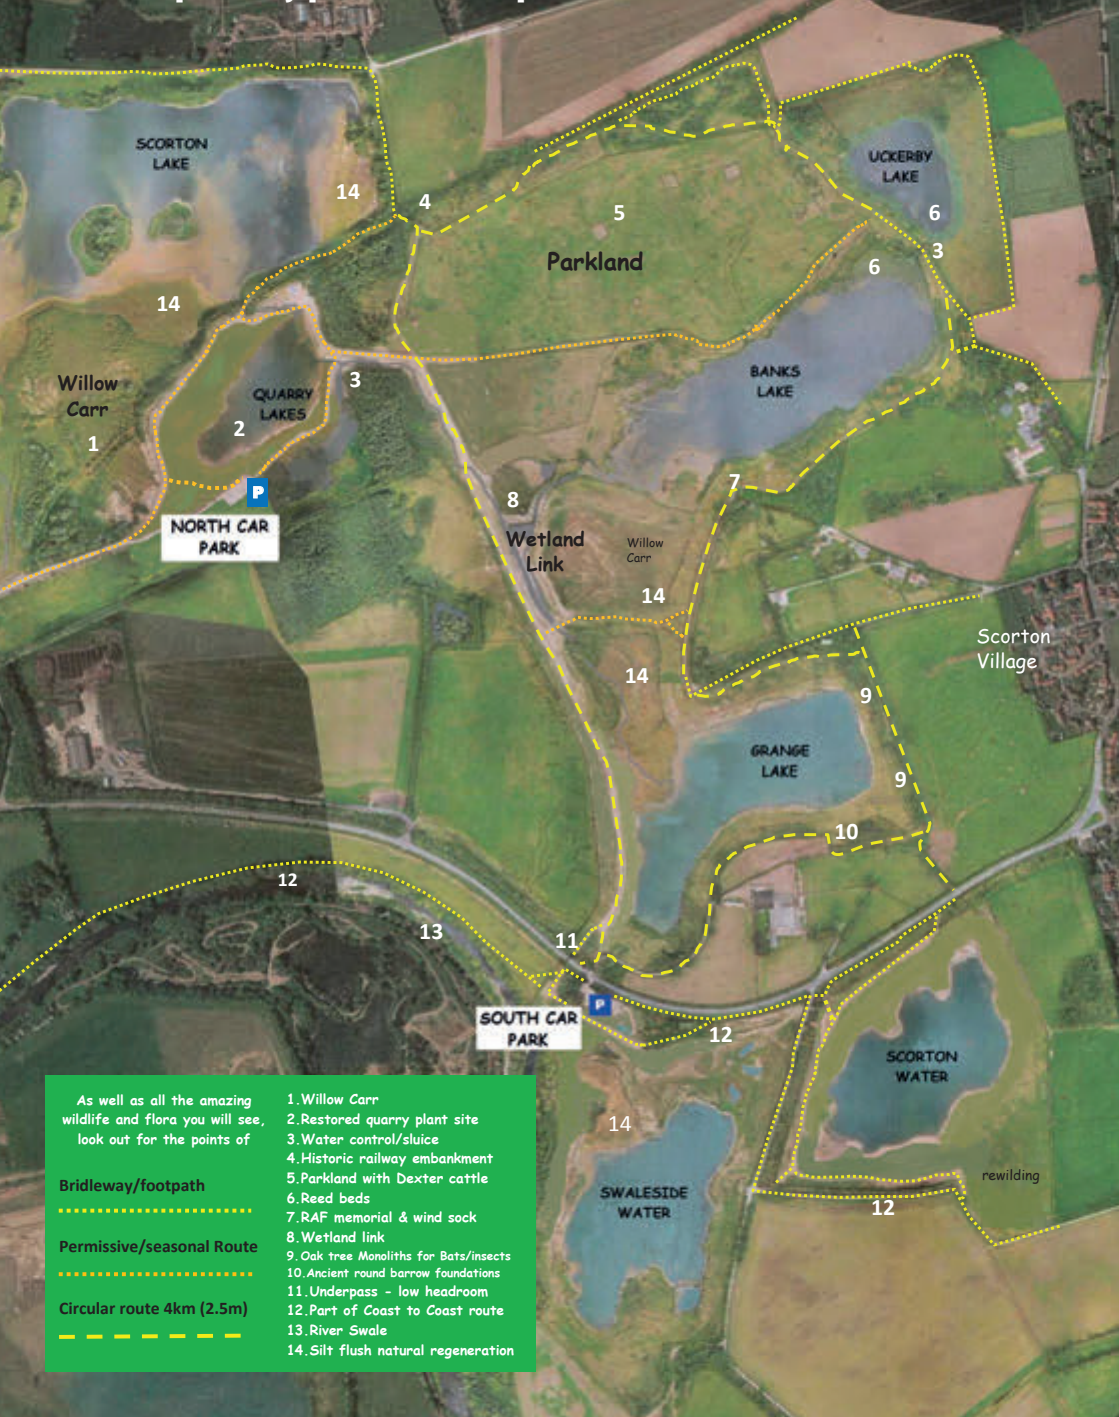 SCORTON
LAKE
14
4
5
UCKERBY
LAKE
6
3
Parkland
6
14
Willow
Carr
1
QUARRY
LAKES
2
3
BANKS
LAKE
7
P
NORTH CAR
PARK
8
Wetland
Link
Willow
Carr
14
Scorton
Village
14
9
GRANGE
LAKE
9
10
12
13
11
P
SOUTH CAR
PARK
12
SCORTON
WATER
14
SWALESIDE
WATER
rewilding
12
As well as all the amazing
wildlife and flora you will see,
look out for the points of
Bridleway/footpath
Permissive/seasonal Route
Circular route 4km (2.5m)
1.Willow Carr
2.Restored quarry plant site
3.Water control/sluice
4.Historic railway embankment
5.Parkland with Dexter cattle
6.Reed beds
7.RAF memorial & wind sock
8.Wetland link
9.Oak tree Monoliths for Bats/insects
10.Ancient round barrow foundations
11.Underpass - low headroom
12.Part of Coast to Coast route
13.River Swale
14.Silt flush natural regeneration